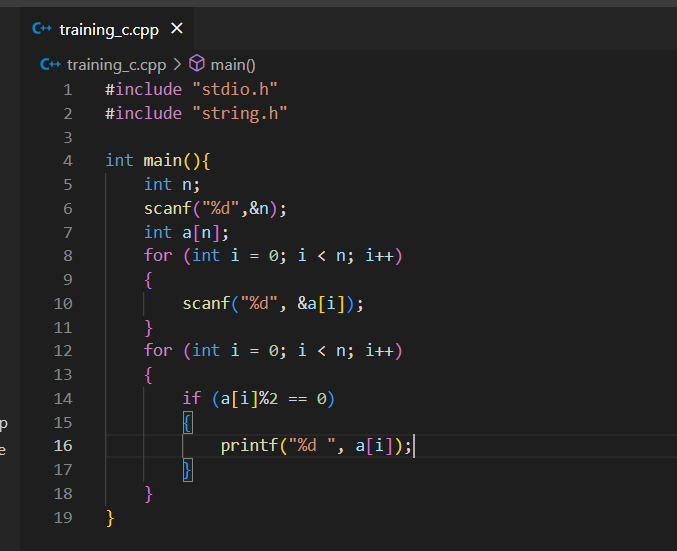 C++ training_c.cpp ×
C++ training_c.cpp > main()
1 #include "stdio.h"
2 #include "string.h"
3
4 int main(){
5 int n;
6 scanf("%d",&n);
7 int a[n];
8 for (int i = 0; i < n; i++)
9 {
10 scanf("%d", &a[i]);
11 }
12 for (int i = 0; i < n; i++)
13 {
14 if (a[i]%2 == 0)
p 15 {
e 16 printf("%d ", a[i]);
17 }
18 }
19 }